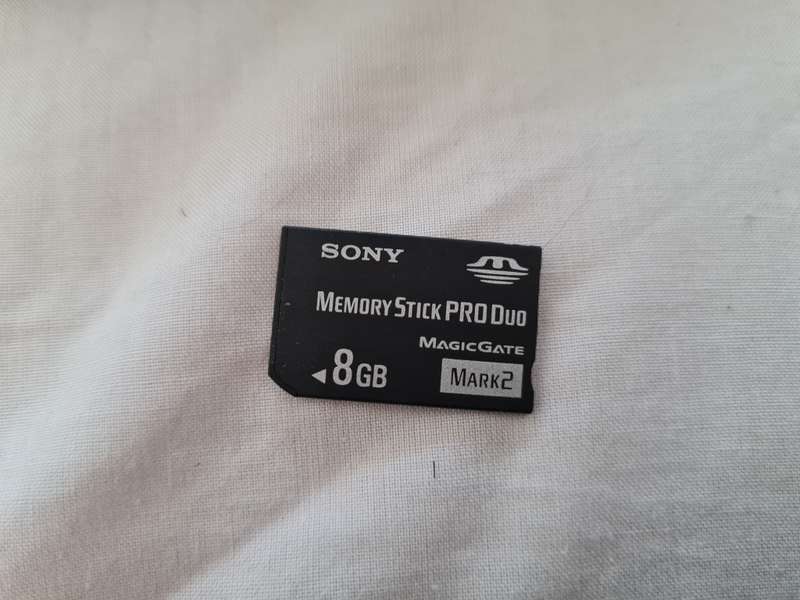 SONY
MEMORY STICK PRO DUO
MAGICGATE
8GB
MARK2